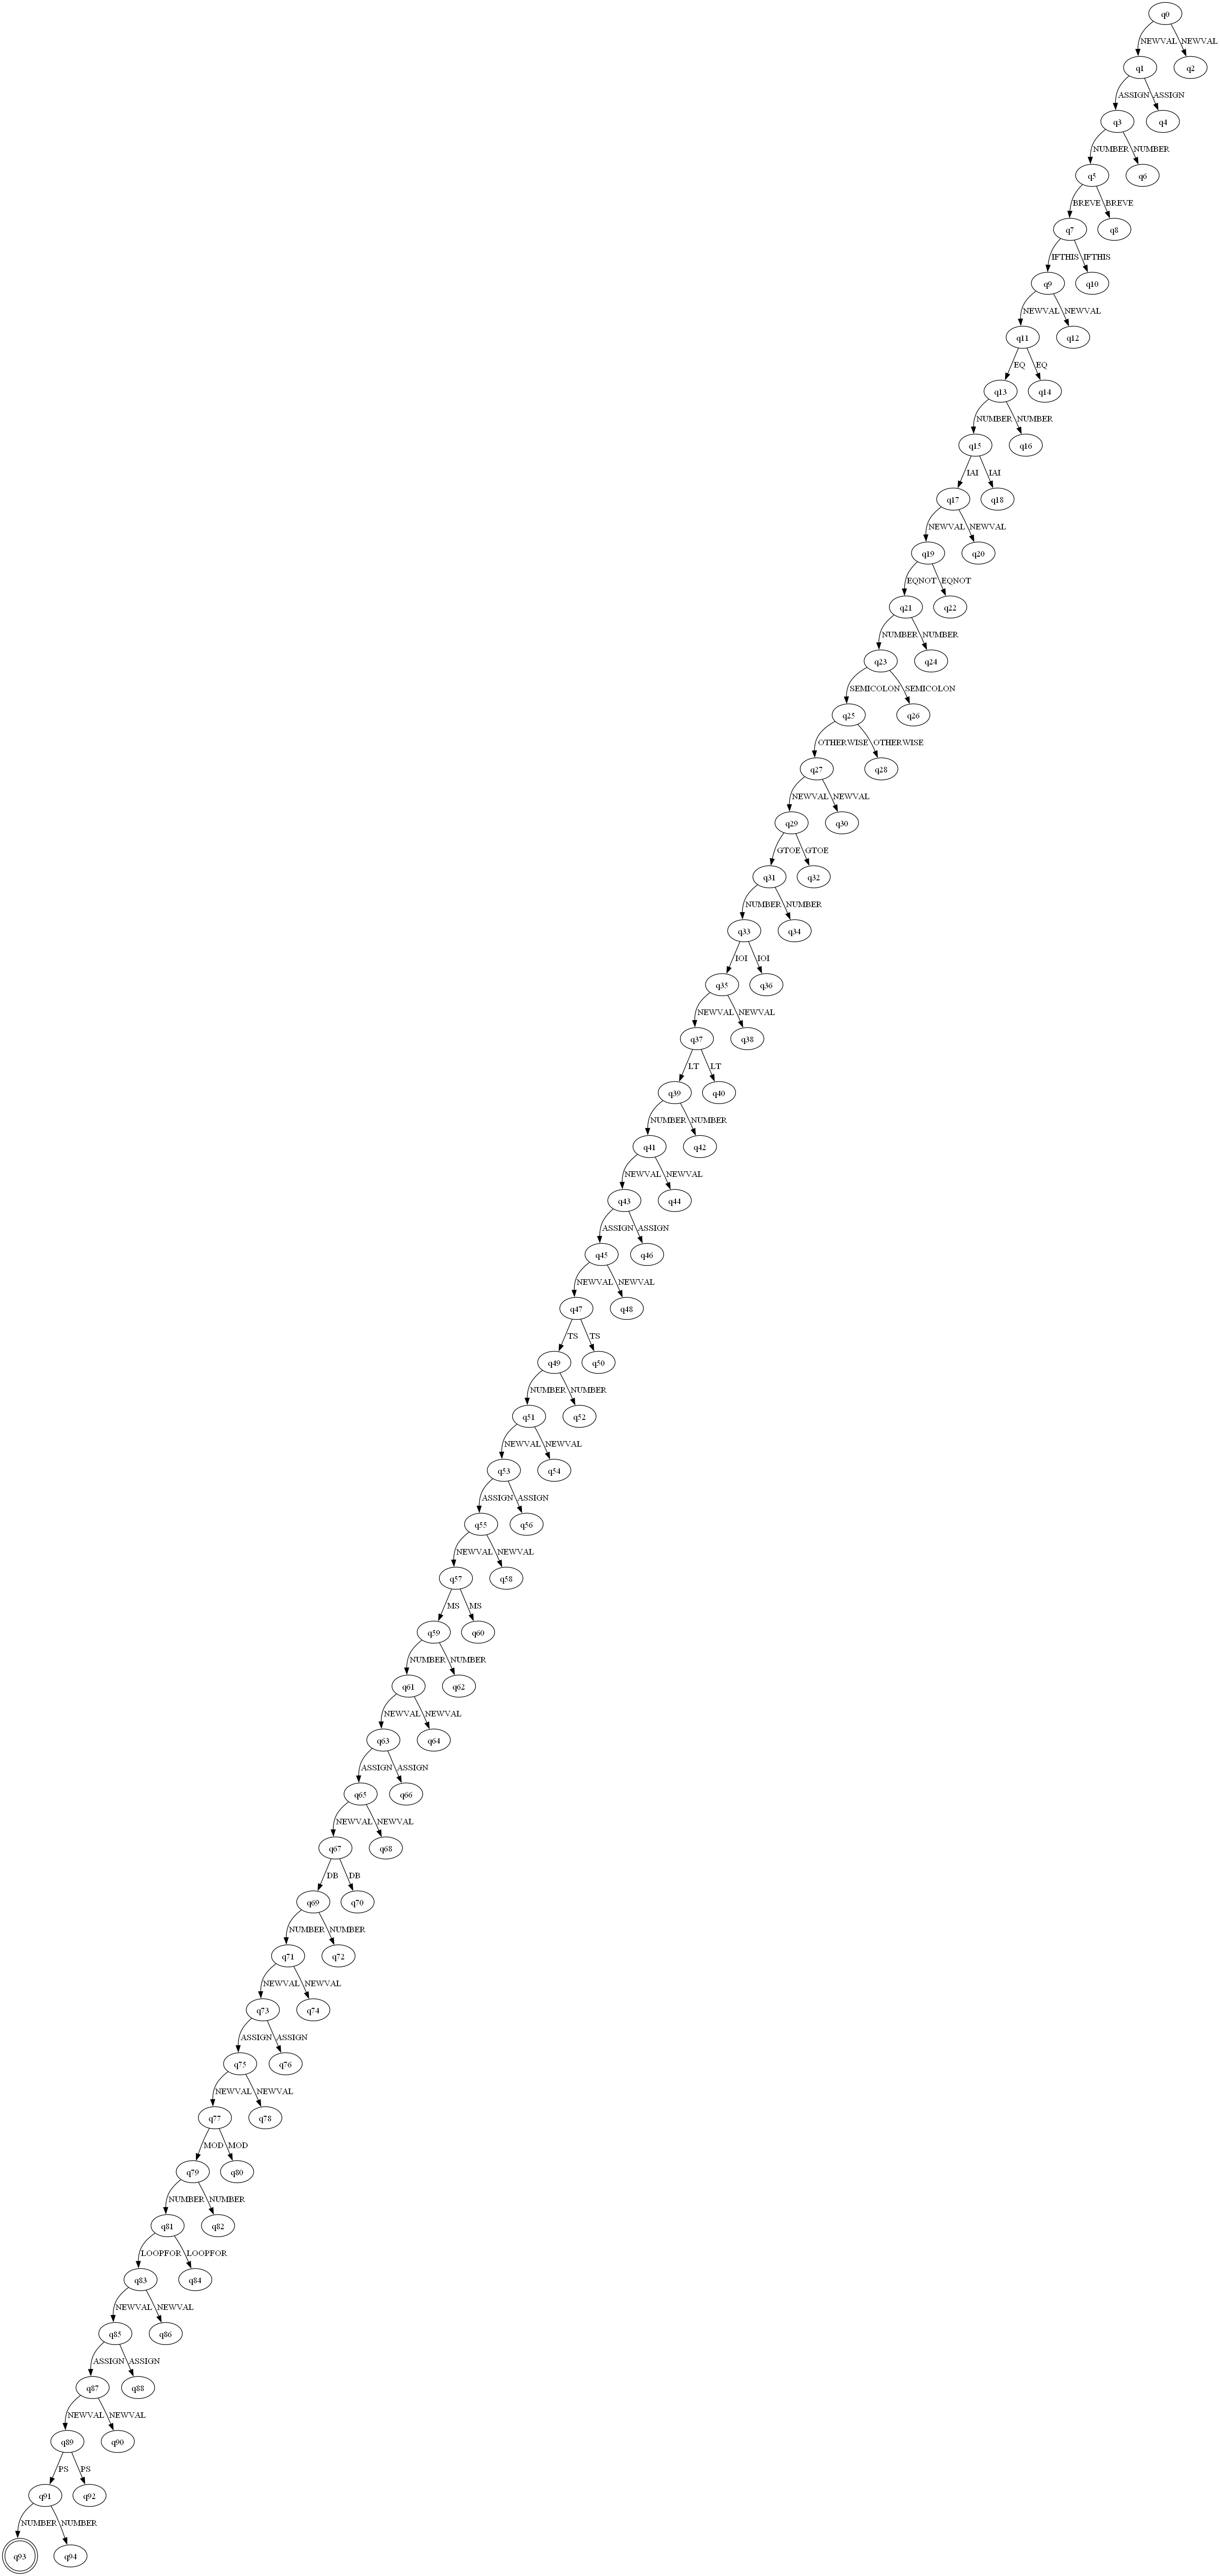 q0
NEWVAL NEWVAL
q1 q2
ASSIGN ASSIGN
q3 q4
NUMBER NUMBER
q5 q6
BREVE BREVE
q7 q8
IFTHIS IFTHIS
q9 q10
NEWVAL NEWVAL
q11 q12
EQ EQ
q13 q14
NUMBER NUMBER
q15 q16
IAI IAI
q17 q18
NEWVAL NEWVAL
q19 q20
EQNOT EQNOT
q21 q22
NUMBER NUMBER
q23 q24
SEMICOLON SEMICOLON
q25 q26
OTHERWISE OTHERWISE
q27 q28
NEWVAL NEWVAL
q29 q30
GTOE GTOE
q31 q32
NUMBER NUMBER
q33 q34
IOI IOI
q35 q36
NEWVAL NEWVAL
q37 q38
LT LT
q39 q40
NUMBER NUMBER
q41 q42
NEWVAL NEWVAL
q43 q44
ASSIGN ASSIGN
q45 q46
NEWVAL NEWVAL
q47 q48
TS TS
q49 q50
NUMBER NUMBER
q51 q52
NEWVAL NEWVAL
q53 q54
ASSIGN ASSIGN
q55 q56
NEWVAL NEWVAL
q57 q58
MS MS
q59 q60
NUMBER NUMBER
q61 q62
NEWVAL NEWVAL
q63 q64
ASSIGN ASSIGN
q65 q66
NEWVAL NEWVAL
q67 q68
DB DB
q69 q70
NUMBER NUMBER
q71 q72
NEWVAL NEWVAL
q73 q74
ASSIGN ASSIGN
q75 q76
NEWVAL NEWVAL
q77 q78
MOD MOD
q79 q80
NUMBER NUMBER
q81 q82
LOOPFOR LOOPFOR
q83 q84
NEWVAL NEWVAL
q85 q86
ASSIGN ASSIGN
q87 q88
NEWVAL NEWVAL
q89 q90
PS PS
q91 q92
NUMBER NUMBER
q93 q94